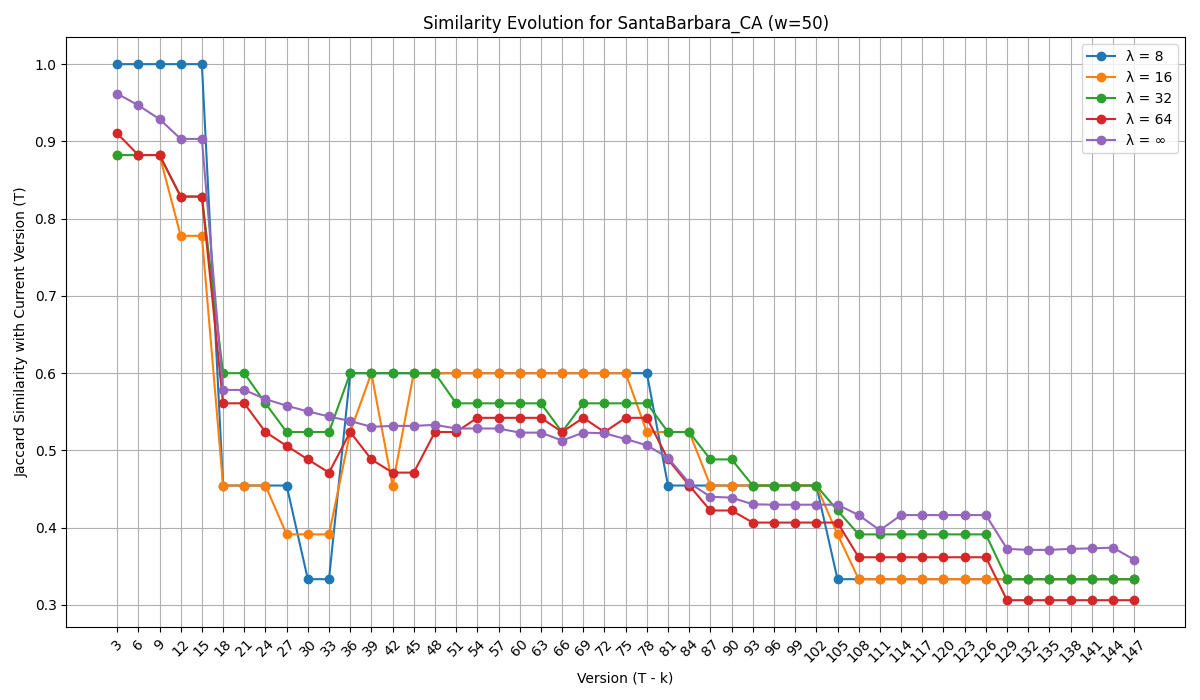 Similarity Evolution for SantaBarbara_CA (w=50)
Jaccard Similarity with Current Version (T)
1.0
0.9
0.8
0.7
0.6
0.5
0.4
0.3
λ = 8
λ = 16
λ = 32
λ = 64
λ = ∞
3 6 9 12 15 18 21 24 27 30 33 36 39 42 45 48 51 54 57 60 63 66 69 72 75 78 81 84 87 90 93 96 99 102 105 108 111 114 117 120 123 126 129 132 135 138 141 144 147
Version (T - k)